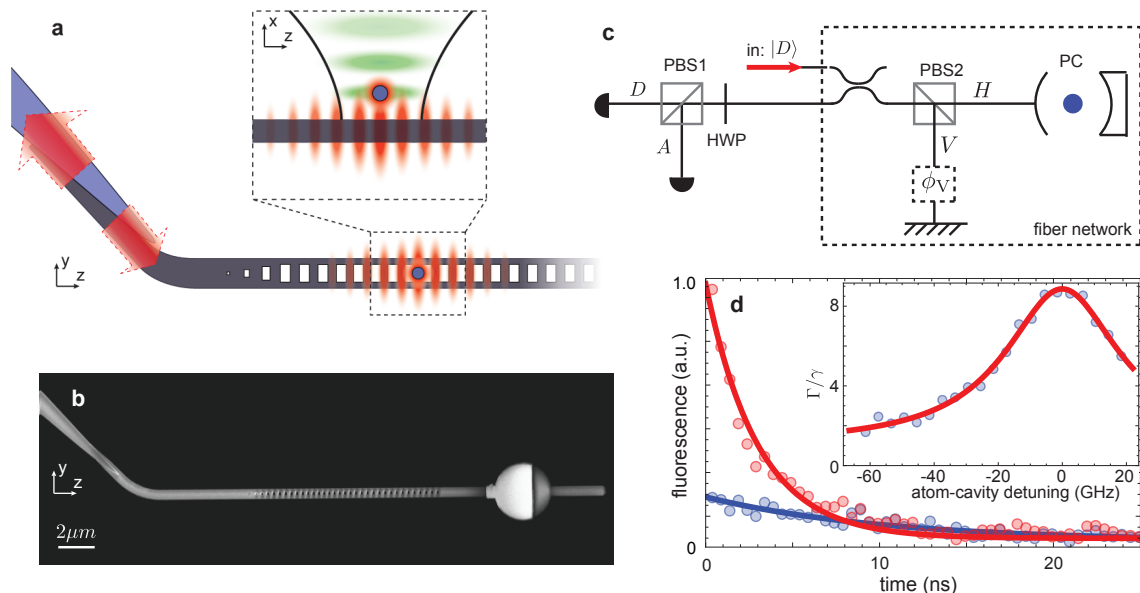 a
x
z
y
z
b
y
z
2μm
c
in: |D⟩
PBS1
D
A
HWP
PBS2
H
V
ϕV
PC
fiber network
d
fluorescence (a.u.)
1.0
0
0
10
20
time (ns)
Γ/γ
8
4
0
-60
-40
-20
0
20
atom-cavity detuning (GHz)